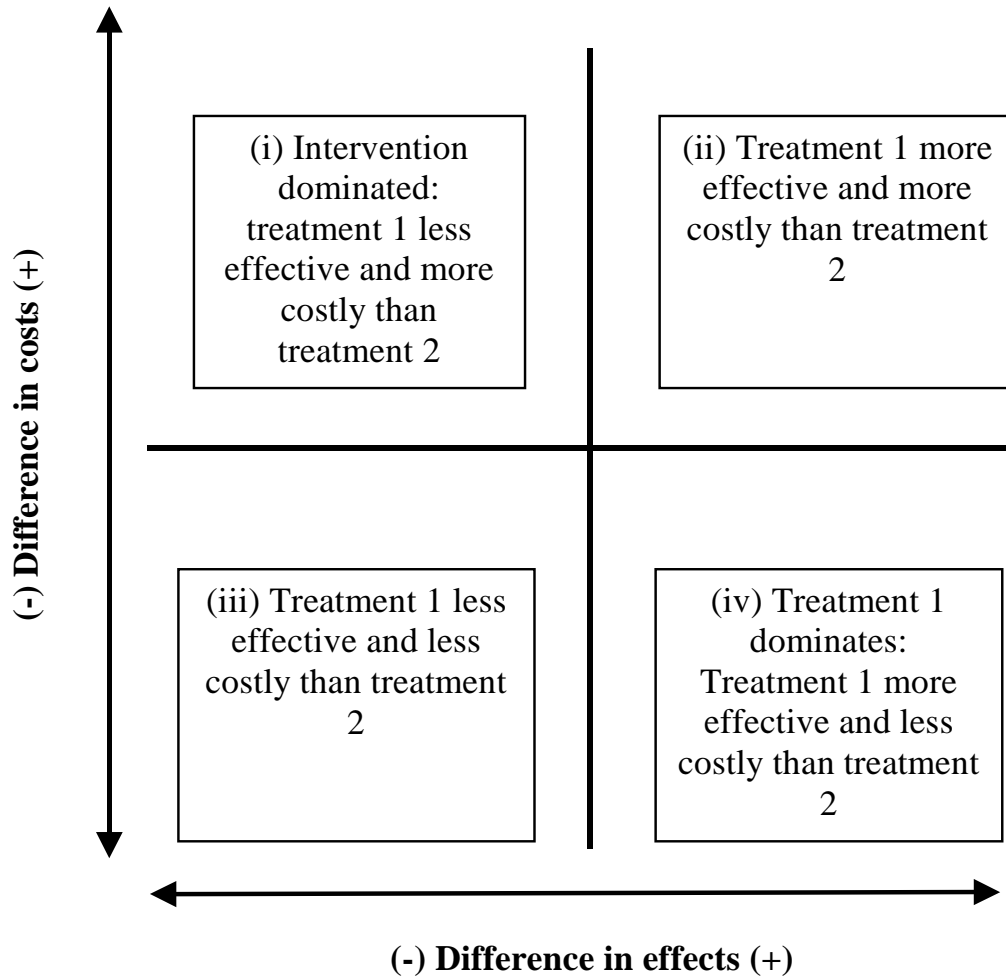 (-) Difference in costs (+)
(i) Intervention
dominated:
treatment 1 less
effective and more
costly than
treatment 2
(ii) Treatment 1 more
effective and more
costly than treatment
2
(iii) Treatment 1 less
effective and less
costly than treatment
2
(iv) Treatment 1
dominates:
Treatment 1 more
effective and less
costly than treatment
2
(-) Difference in effects (+)